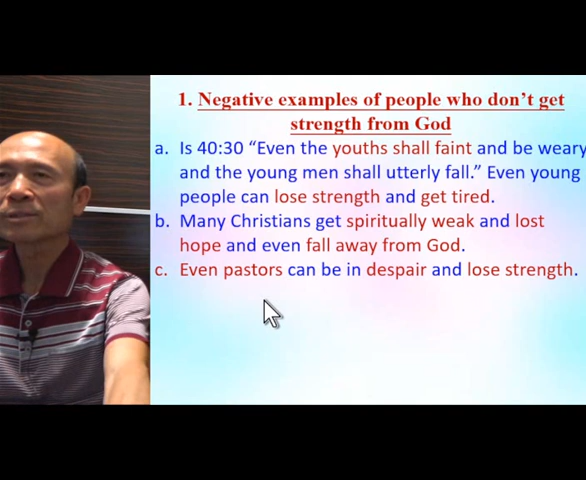 1. Negative examples of people who don't get
strength from God
a. Is 40:30 "Even the youths shall faint and be weary
and the young men shall utterly fall." Even young
people can lose strength and get tired.
b. Many Christians get spiritually weak and lost
hope and even fall away from God.
c. Even pastors can be in despair and lose strength.